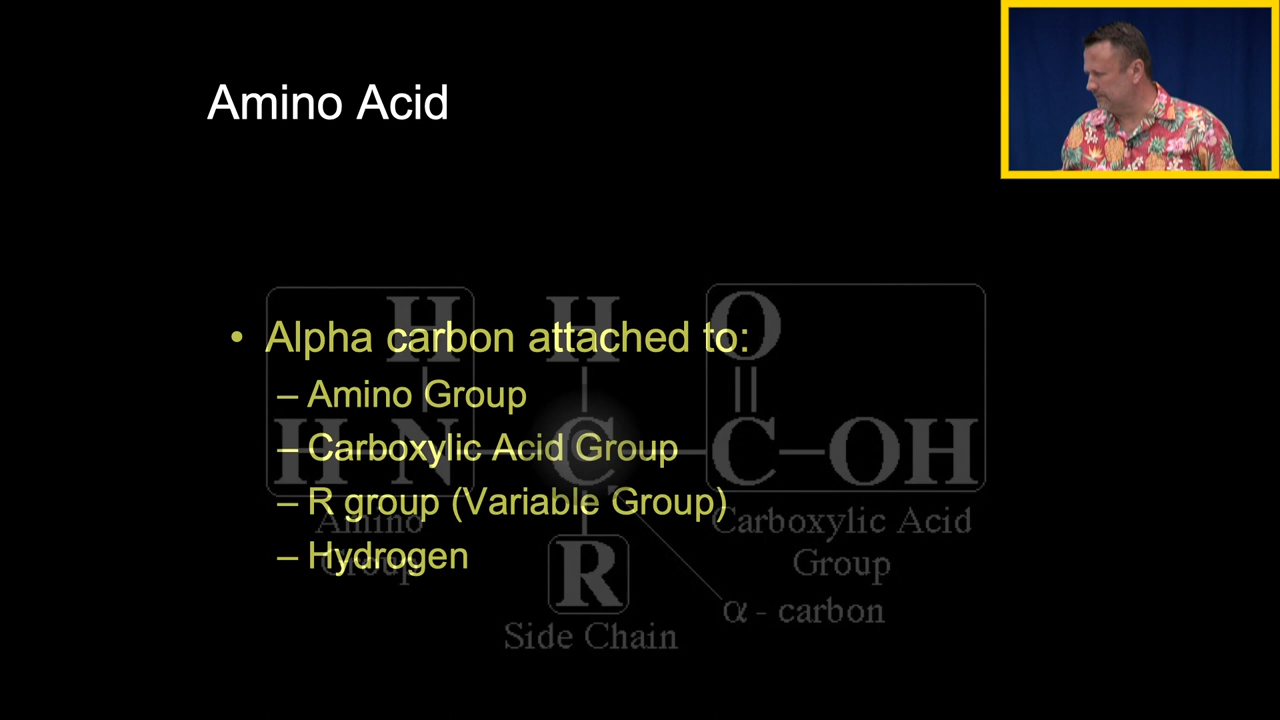 Amino Acid
• Alpha carbon attached to:
– Amino Group
– Carboxylic Acid Group
– R group (Variable Group)
– Hydrogen
H H O
H N C C OH
Amino
Group
Carboxylic Acid
Group
R
Side Chain
α - carbon